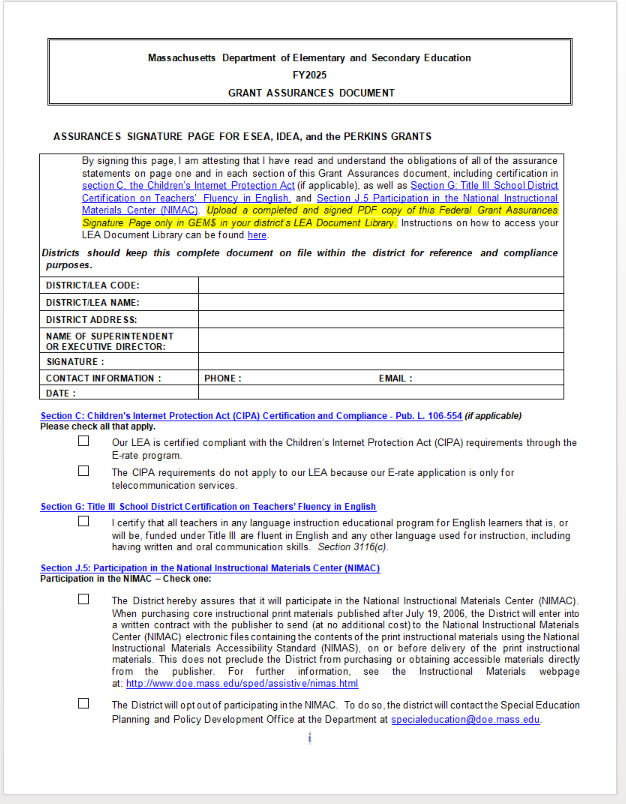 Massachusetts Department of Elementary and Secondary Education
FY2025
GRANT ASSURANCES DOCUMENT
ASSURANCES SIGNATURE PAGE FOR ESEA, IDEA, and the PERKINS GRANTS
By signing this page, I am attesting that I have read and understand the obligations of all of the assurance
statements on page one and in each section of this Grant Assurances document, including certification in
section C, the Children's Internet Protection Act (if applicable), as well as Section G: Title III School District
Certification on Teachers' Fluency in English, and Section J.5 Participation in the National Instructional
Materials Center (NIMAC). Upload a completed and signed PDF copy of this Federal Grant Assurances
Signature Page only in GEM$ in your district's LEA Document Library. Instructions on how to access your
LEA Document Library can be found here.
Districts should keep this complete document on file within the district for reference and compliance
purposes.
DISTRICT/LEA CODE:
DISTRICT/LEA NAME:
DISTRICT ADDRESS:
NAME OF SUPERINTENDENT
OR EXECUTIVE DIRECTOR:
SIGNATURE :
CONTACT INFORMATION : PHONE : EMAIL :
DATE :
Section C: Children's Internet Protection Act (CIPA) Certification and Compliance - Pub. L. 106-554 (if applicable)
Please check all that apply.
Our LEA is certified compliant with the Children's Internet Protection Act (CIPA) requirements through the
E-rate program.
The CIPA requirements do not apply to our LEA because our E-rate application is only for
telecommunication services.
Section G: Title III School District Certification on Teachers' Fluency in English
I certify that all teachers in any language instruction educational program for English learners that is, or
will be, funded under Title III are fluent in English and any other language used for instruction, including
having written and oral communication skills. Section 3116(c).
Section J.5: Participation in the National Instructional Materials Center (NIMAC)
Participation in the NIMAC – Check one:
The District hereby assures that it will participate in the National Instructional Materials Center (NIMAC).
When purchasing core instructional print materials published after July 19, 2006, the District will enter into
a written contract with the publisher to send (at no additional cost) to the National Instructional Materials
Center (NIMAC) electronic files containing the contents of the print instructional materials using the National
Instructional Materials Accessibility Standard (NIMAS), on or before delivery of the print instructional
materials. This does not preclude the District from purchasing or obtaining accessible materials directly
from the publisher. For further information, see the Instructional Materials webpage
at: http://www.doe.mass.edu/sped/assistive/nimas.html
The District will opt out of participating in the NIMAC. To do so, the district will contact the Special Education
Planning and Policy Development Office at the Department at specialeducation@doe.mass.edu.
i